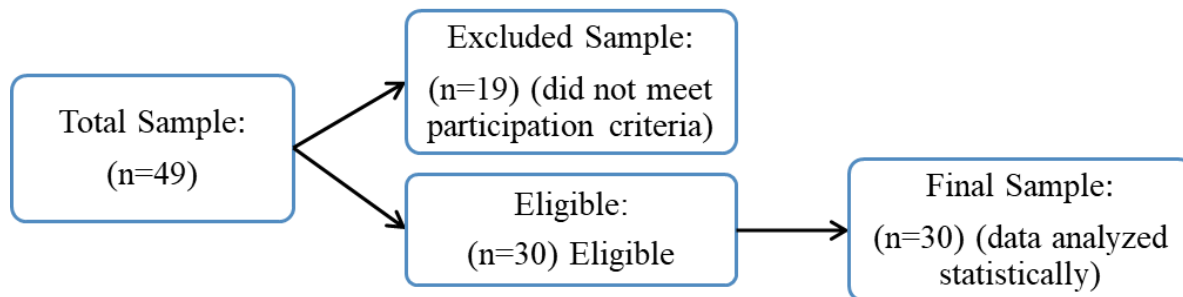 Total Sample:
(n=49)
Excluded Sample:
(n=19) (did not meet
participation criteria)
Eligible:
(n=30) Eligible
Final Sample:
(n=30) (data analyzed
statistically)